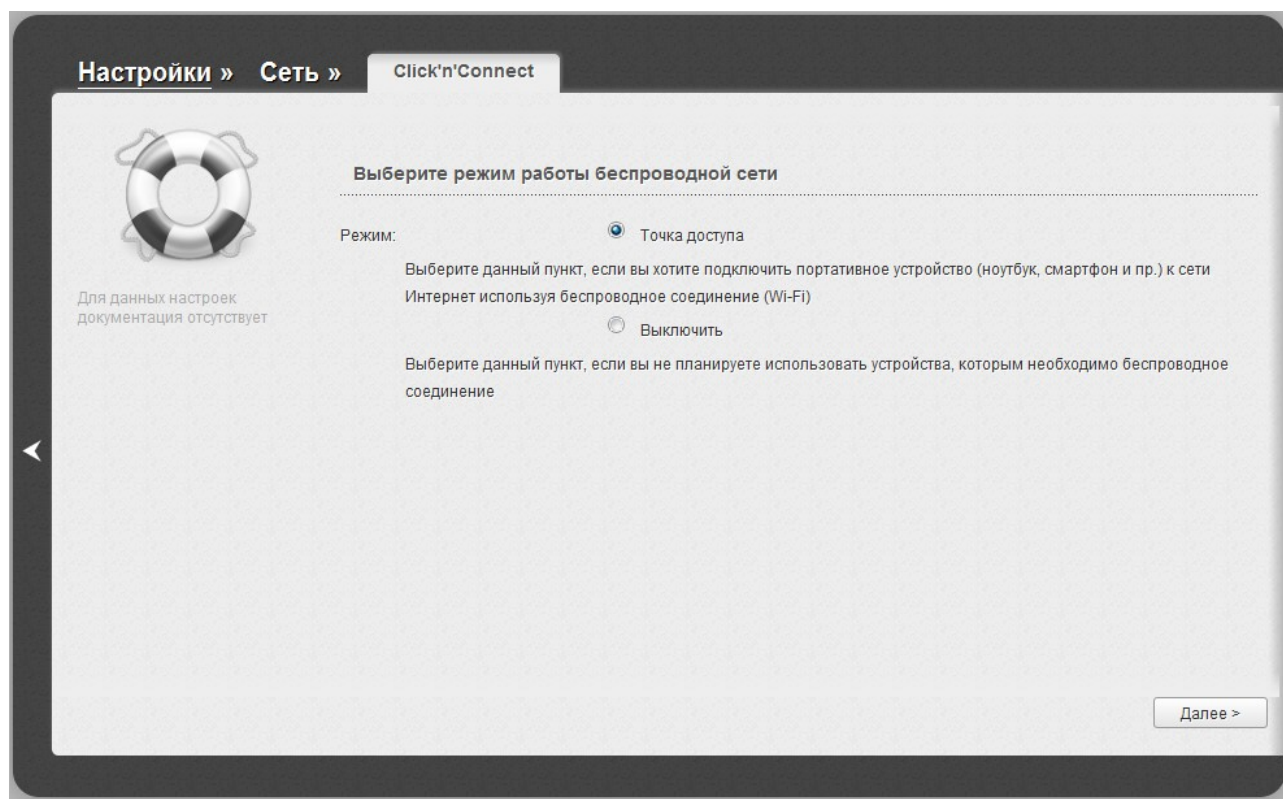 Настройки » Сеть » Click'n'Connect
Выберите режим работы беспроводной сети
Режим: Точка доступа
Выберите данный пункт, если вы хотите подключить портативное устройство (ноутбук, смартфон и пр.) к сети
Интернет используя беспроводное соединение (Wi-Fi)
Выключить
Выберите данный пункт, если вы не планируете использовать устройства, которым необходимо беспроводное
соединение
Для данных настроек
документация отсутствует
Далее >